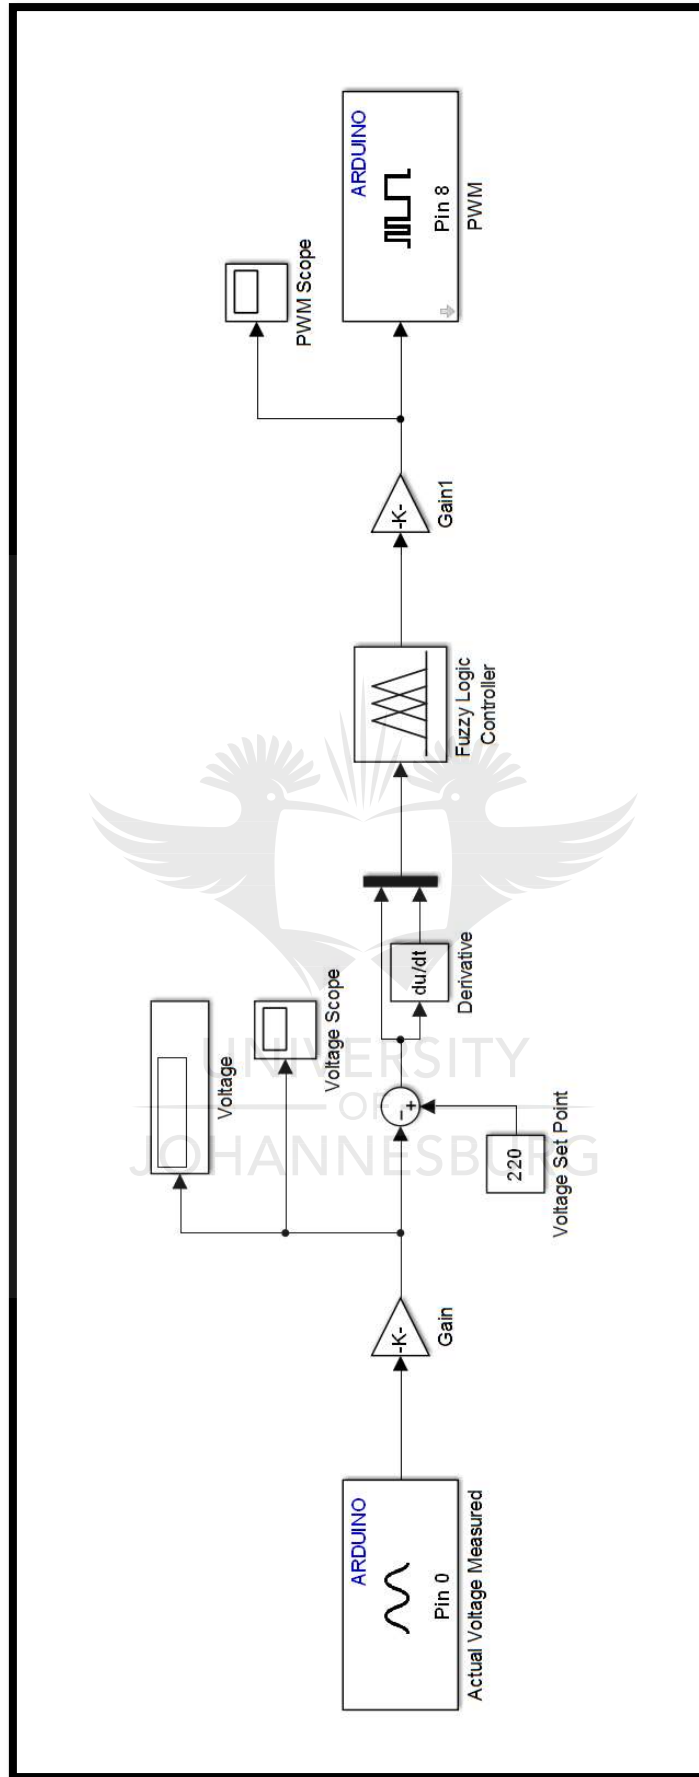 ARDUINO
Pin 0
Actual Voltage Measured
-K-
Gain
Voltage
Voltage Scope
-
+
220
Voltage Set Point
du/dt
Derivative
Fuzzy Logic
Controller
-K-
Gain1
PWM Scope
ARDUINO
Pin 8
PWM
UNIVERSITY
OF
JOHANNESBURG